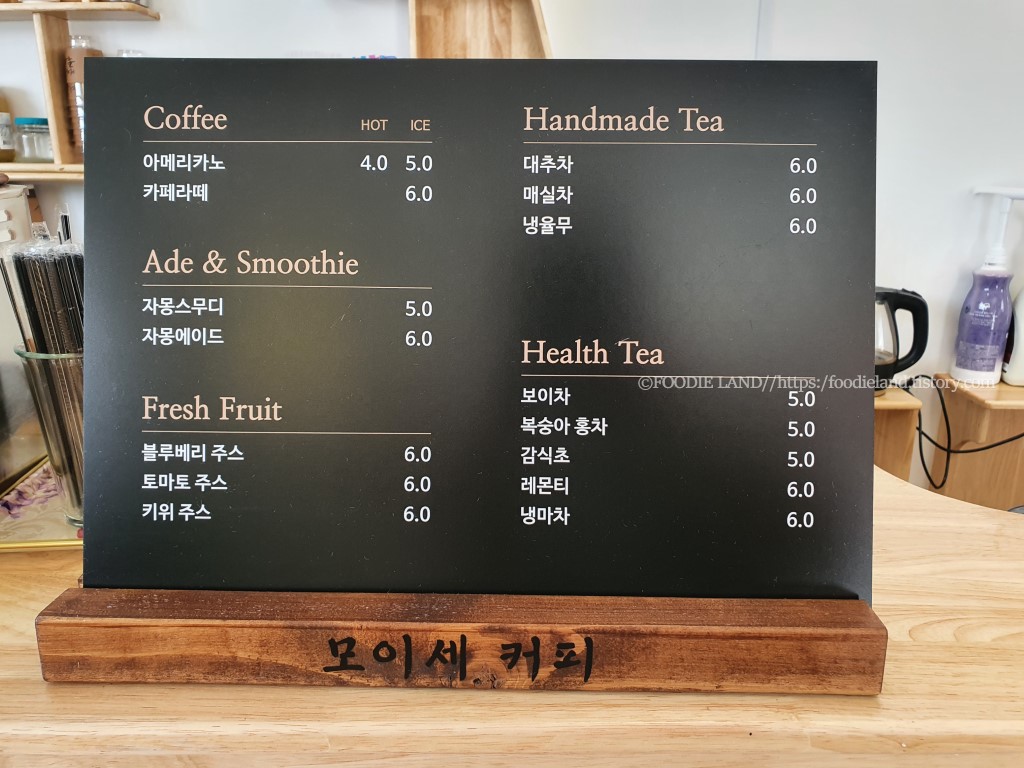 Coffee HOT ICE
아메리카노 4.0 5.0
카페라떼 6.0
Ade & Smoothie
자몽스무디 5.0
자몽에이드 6.0
Fresh Fruit
블루베리 주스 6.0
토마토 주스 6.0
키위 주스 6.0
Handmade Tea
대추차 6.0
매실차 6.0
냉율무 6.0
Health Tea
©FOODIE LAND//https:/foodieland.tistory.com
보이차 5.0
복숭아 홍차 5.0
감식초 5.0
레몬티 6.0
냉마차 6.0
모이세 커피